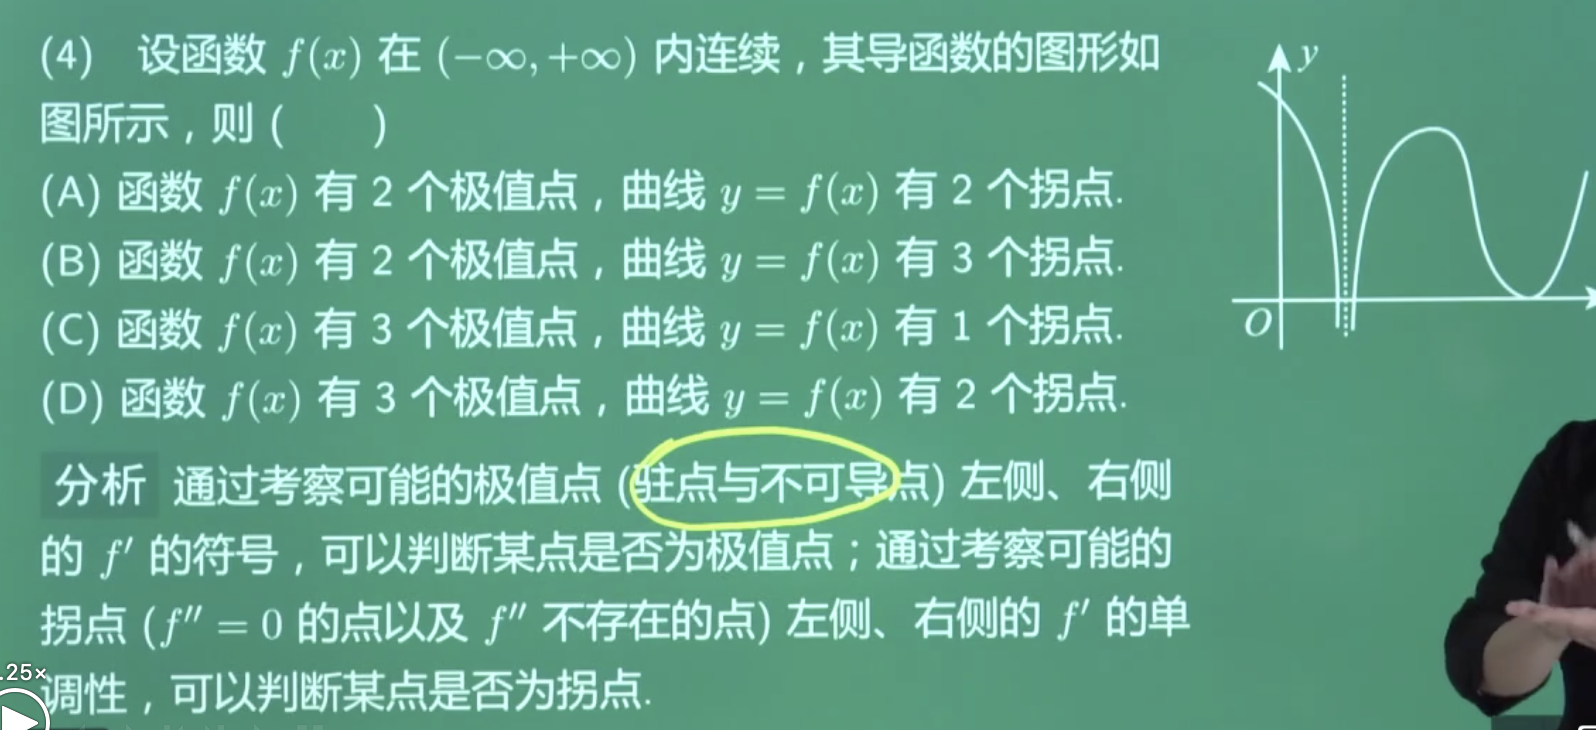 (4) 设函数 f(x) 在 (−∞, +∞) 内连续，其导函数的图形如
图所示，则 (    )
(A) 函数 f(x) 有 2 个极值点，曲线 y = f(x) 有 2 个拐点.
(B) 函数 f(x) 有 2 个极值点，曲线 y = f(x) 有 3 个拐点.
(C) 函数 f(x) 有 3 个极值点，曲线 y = f(x) 有 1 个拐点.
(D) 函数 f(x) 有 3 个极值点，曲线 y = f(x) 有 2 个拐点.
y
O
分析 通过考察可能的极值点 (驻点与不可导点) 左侧、右侧
的 f′ 的符号，可以判断某点是否为极值点；通过考察可能的
拐点 (f″ = 0 的点以及 f″ 不存在的点) 左侧、右侧的 f′ 的单
调性，可以判断某点是否为拐点.
.25×